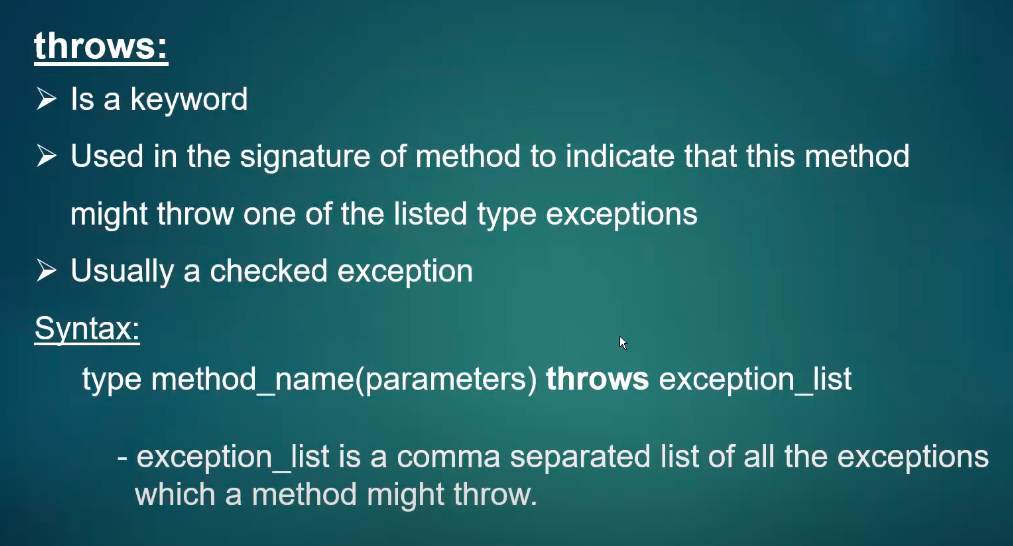 throws:
➢ Is a keyword
➢ Used in the signature of method to indicate that this method
might throw one of the listed type exceptions
➢ Usually a checked exception
Syntax:
type method_name(parameters) throws exception_list
- exception_list is a comma separated list of all the exceptions
which a method might throw.